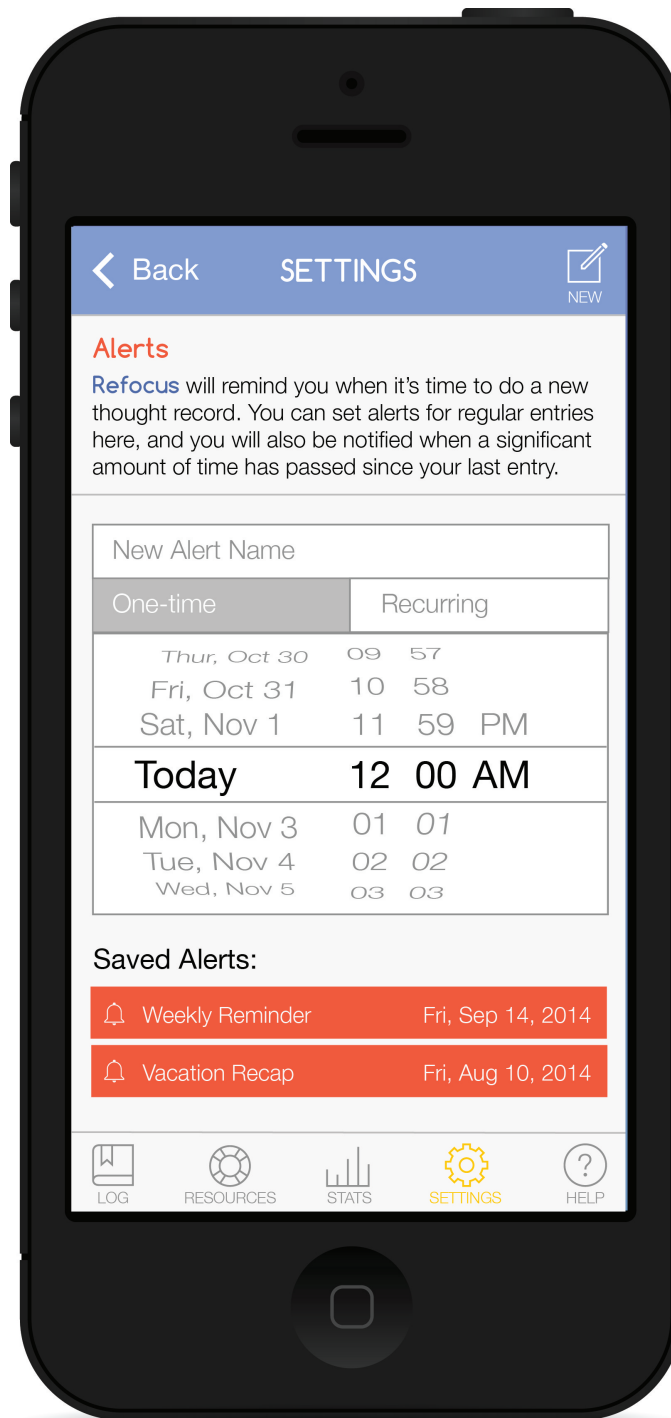 Back SETTINGS
NEW
Alerts
Refocus will remind you when it's time to do a new
thought record. You can set alerts for regular entries
here, and you will also be notified when a significant
amount of time has passed since your last entry.
New Alert Name
One-time Recurring
Thur, Oct 30 09 57
Fri, Oct 31 10 58
Sat, Nov 1 11 59 PM
Today 12 00 AM
Mon, Nov 3 01 01
Tue, Nov 4 02 02
Wed, Nov 5 03 03
Saved Alerts:
Weekly Reminder Fri, Sep 14, 2014
Vacation Recap Fri, Aug 10, 2014
LOG RESOURCES STATS SETTINGS HELP